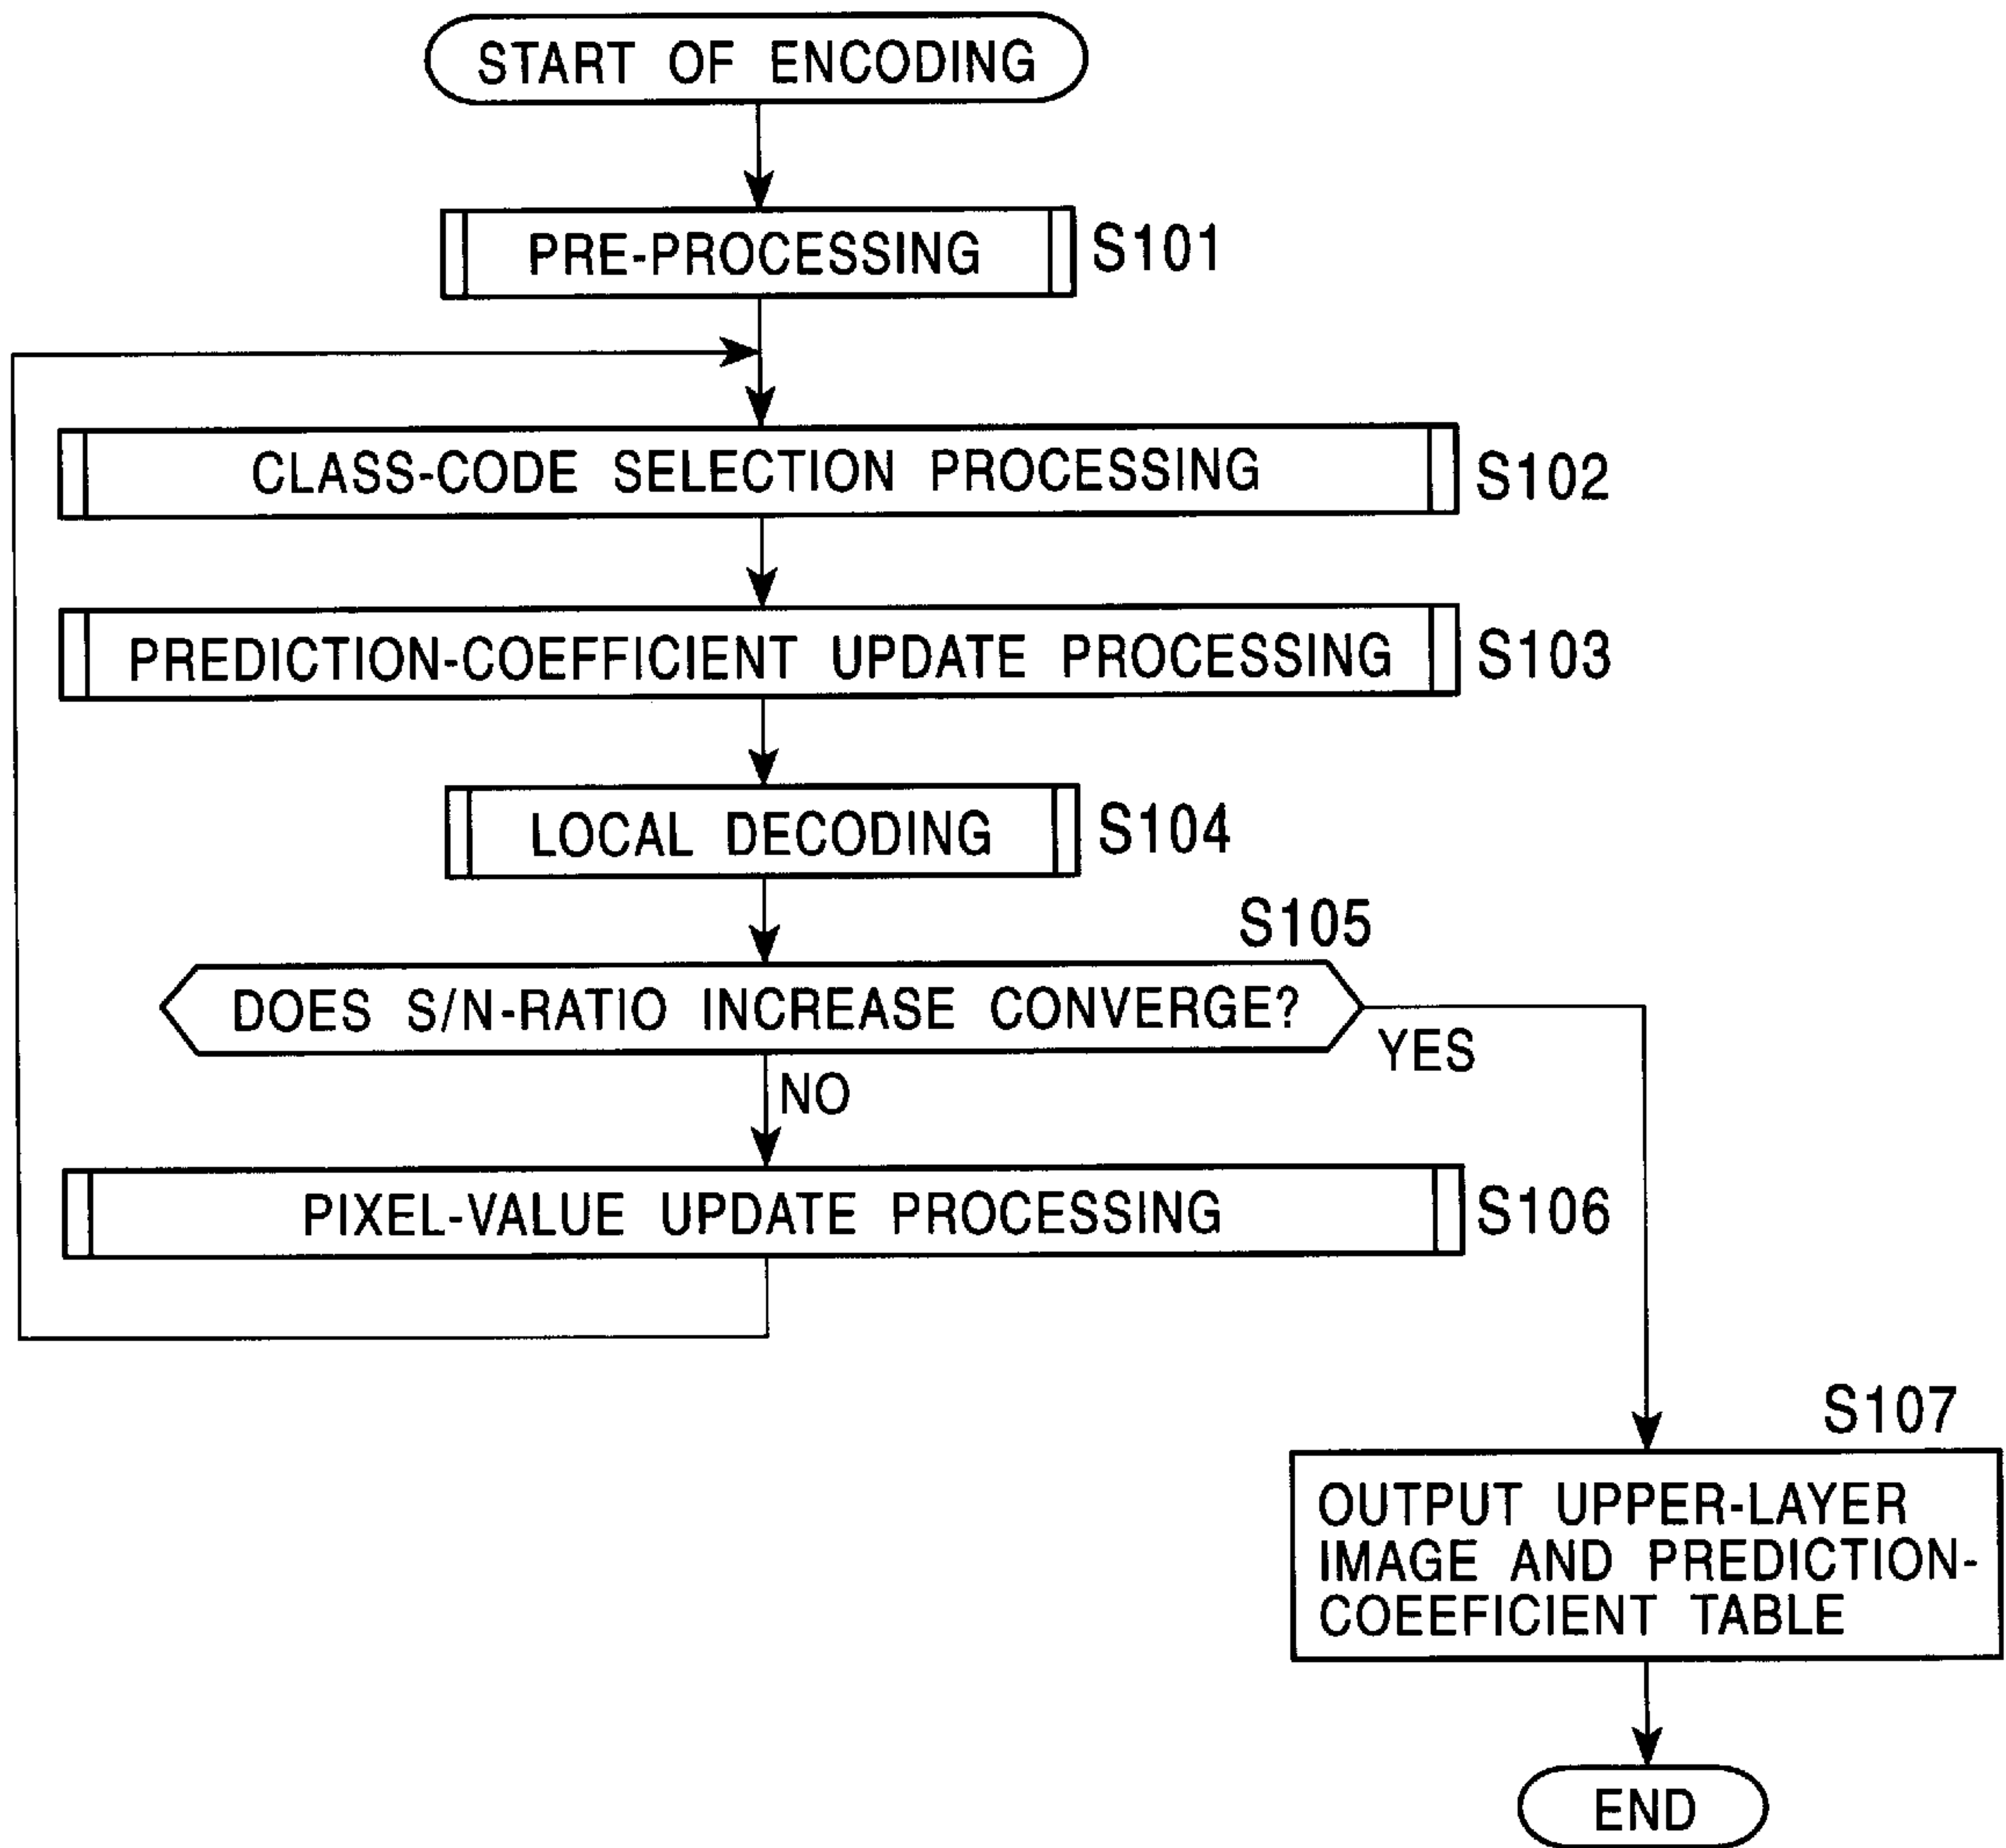 START OF ENCODING
PRE-PROCESSING S101
CLASS-CODE SELECTION PROCESSING S102
PREDICTION-COEFFICIENT UPDATE PROCESSING S103
LOCAL DECODING S104
S105
DOES S/N-RATIO INCREASE CONVERGE?
YES
NO
PIXEL-VALUE UPDATE PROCESSING S106
S107
OUTPUT UPPER-LAYER
IMAGE AND PREDICTION-
COEEFICIENT TABLE
END